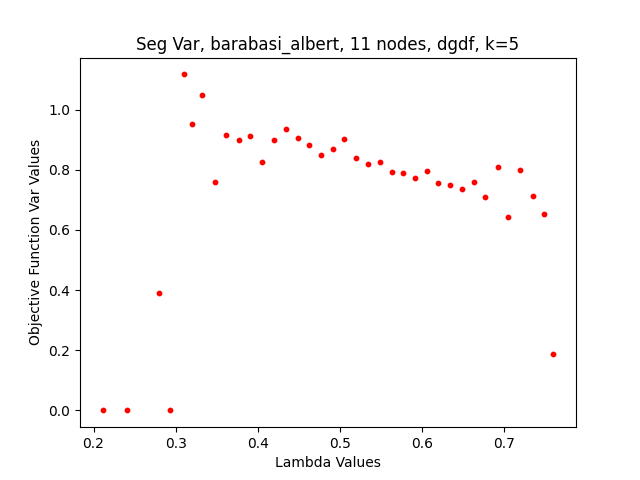 Seg Var, barabasi_albert, 11 nodes, dgdf, k=5
Objective Function Var Values
1.0
0.8
0.6
0.4
0.2
0.0
0.2 0.3 0.4 0.5 0.6 0.7
Lambda Values